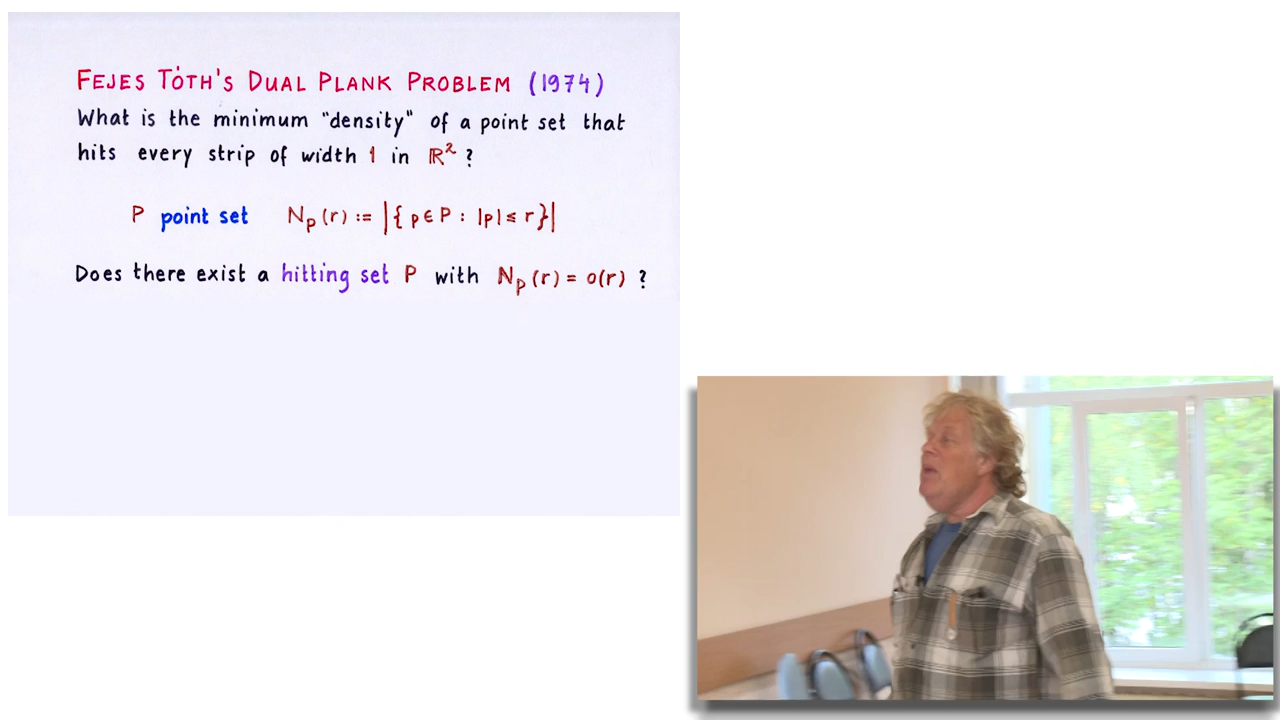 FEJES TÓTH'S DUAL PLANK PROBLEM (1974)
What is the minimum "density" of a point set that
hits every strip of width 1 in ℝ² ?
P point set N_P(r) := |{ p ∈ P : |p| ≤ r }|
Does there exist a hitting set P with N_P(r) = o(r) ?